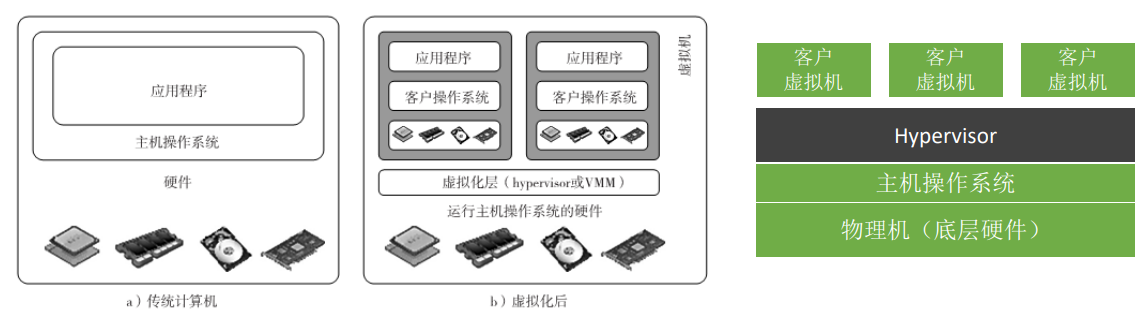 应用程序
主机操作系统
硬件
a）传统计算机
应用程序
客户操作系统
应用程序
客户操作系统
虚拟机
虚拟化层（hypervisor或VMM）
运行主机操作系统的硬件
b）虚拟化后
客户
虚拟机
客户
虚拟机
客户
虚拟机
Hypervisor
主机操作系统
物理机（底层硬件）